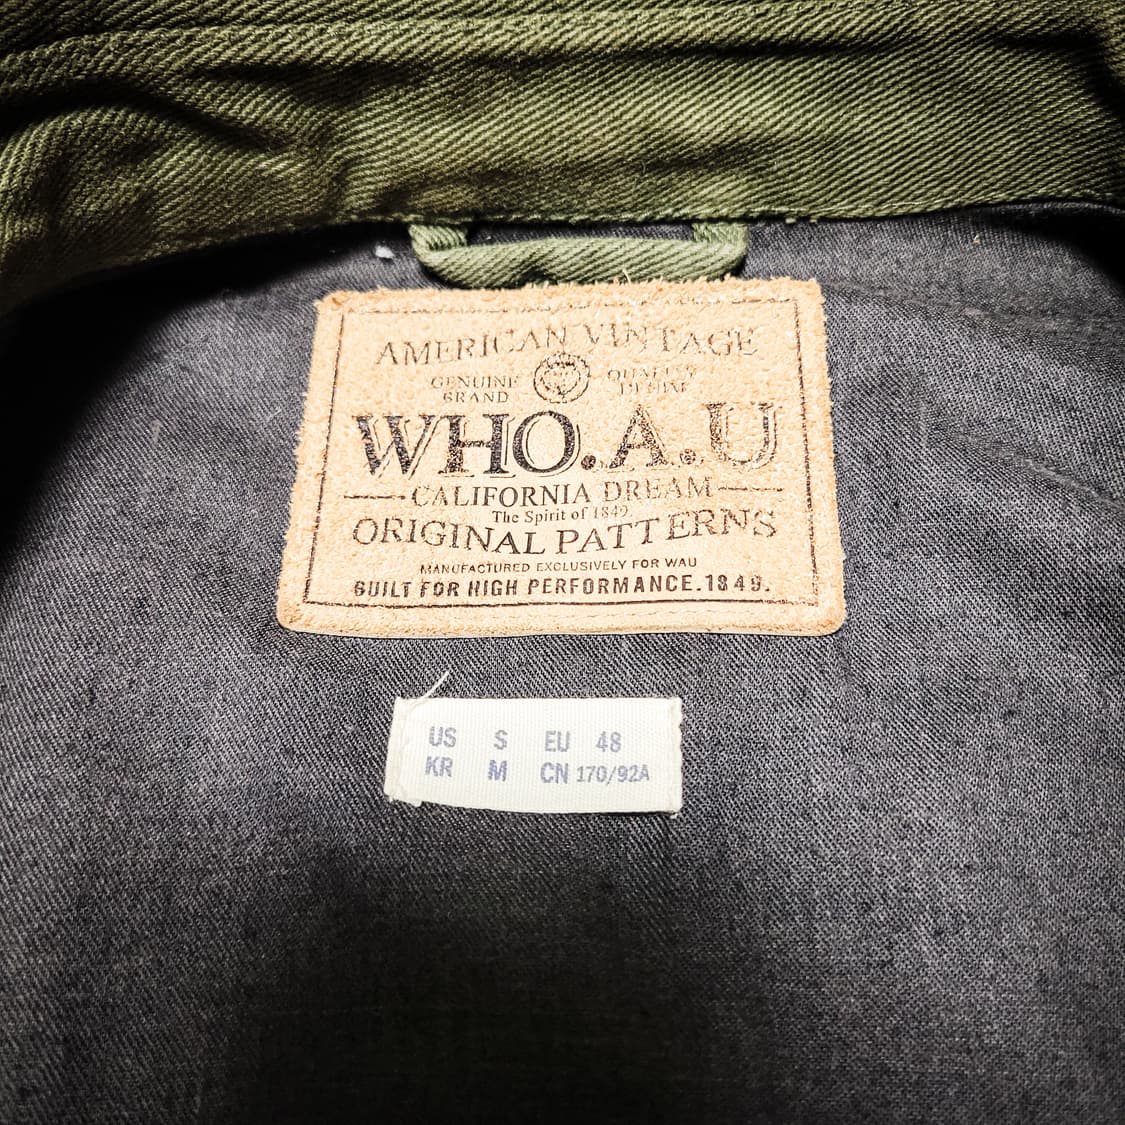 AMERICAN VINTAGE
GENUINE QUALITY
BRAND
WHO.A.U
CALIFORNIA DREAM
The Spirit of 1849.
ORIGINAL PATTERNS
MANUFACTURED EXCLUSIVELY FOR WAU
BUILT FOR HIGH PERFORMANCE.1849.
US S EU 48
KR M CN 170/92A